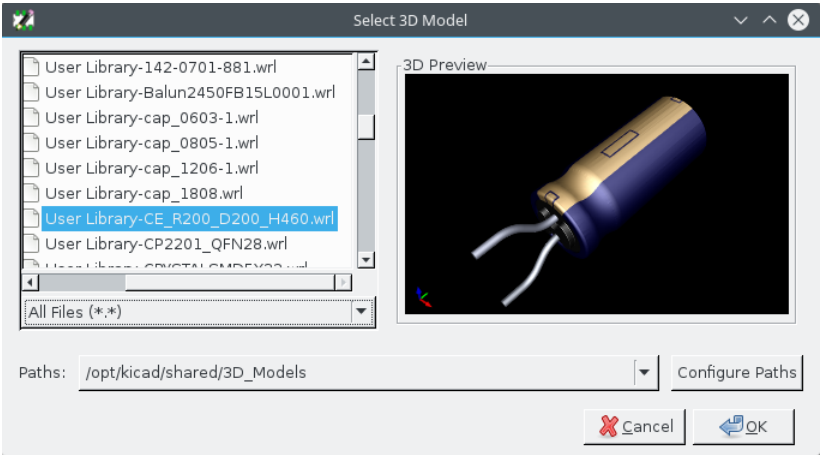 Select 3D Model
User Library-142-0701-881.wrl
User Library-Balun2450FB15L0001.wrl
User Library-cap_0603-1.wrl
User Library-cap_0805-1.wrl
User Library-cap_1206-1.wrl
User Library-cap_1808.wrl
User Library-CE_R200_D200_H460.wrl
User Library-CP2201_QFN28.wrl
All Files (*.*)
3D Preview
Paths: /opt/kicad/shared/3D_Models Configure Paths
Cancel OK